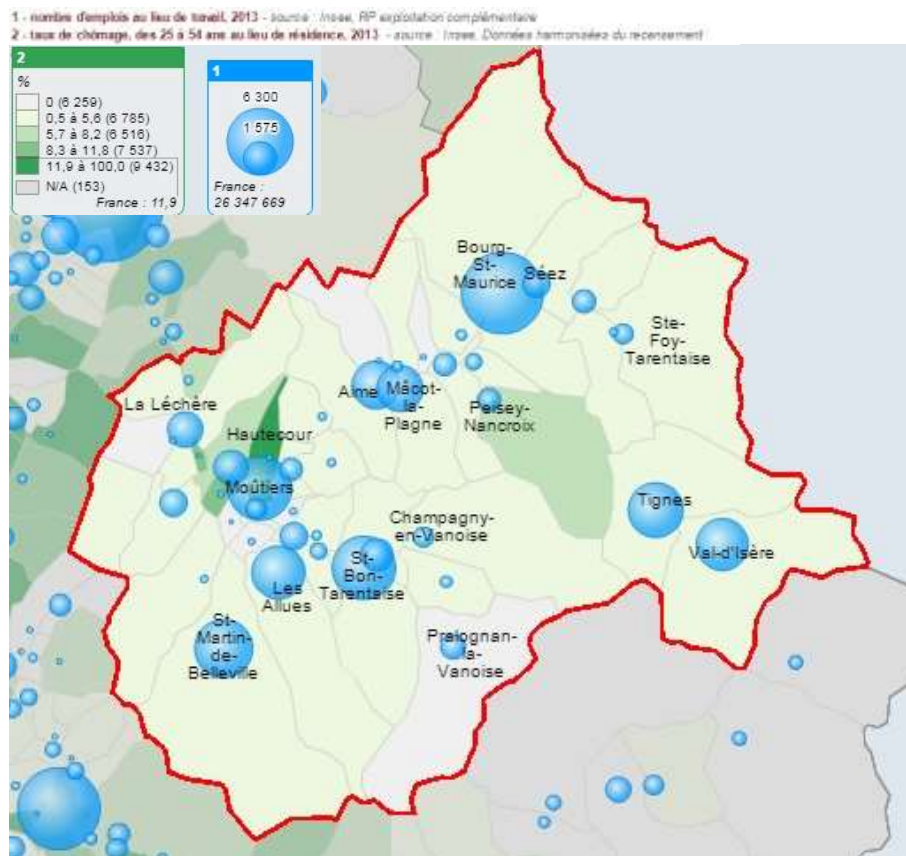 1 - nombre d'emplois au lieu de travail, 2013 - source : Insee, RP exploitation complémentaire
2 - taux de chômage, des 25 à 54 ans au lieu de résidence, 2013 - source : Insee, Données harmonisées du recensement
2
%
0 (6 259)
0,5 à 5,6 (6 785)
5,7 à 8,2 (6 516)
8,3 à 11,8 (7 537)
11,9 à 100,0 (9 432)
N/A (153)
France : 11,9
1
6 300
1 575
France :
26 347 669
Bourg-
St-
Maurice
Séez
Ste-
Foy-
Tarentaise
Aime
Mâcot-
la-
Plagne
Peisey-
Nancroix
La Léchère
Hautecour
Moûtiers
Tignes
Val-d'Isère
Champagny-
en-Vanoise
St-
Bon-
Tarentaise
Les
Allues
St-
Martin-
de-
Belleville
Pralognan-
la-
Vanoise